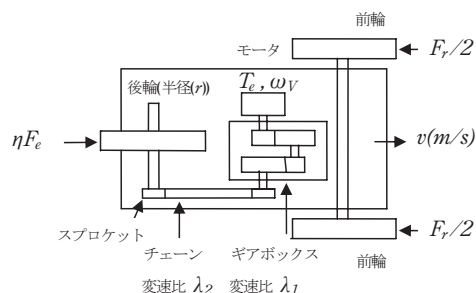 前輪
モータ
F_r/2
後輪(半径(r))
T_e , ω_V
ηF_e
v(m/s)
スプロケット
F_r/2
チェーン
ギアボックス
前輪
変速比 λ_2
変速比 λ_1